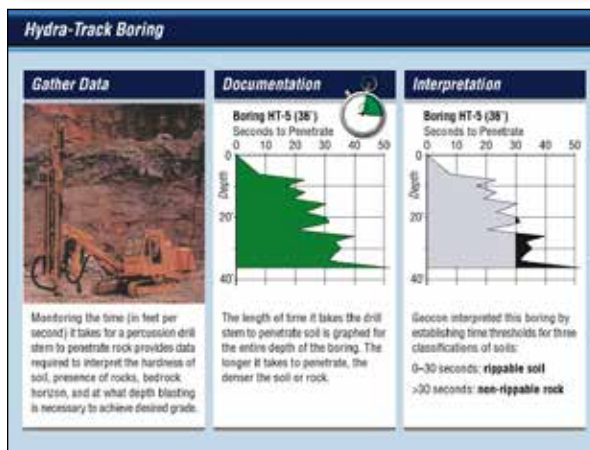 Hydra-Track Boring
Gather Data
Monitoring the time (in feet per
second) it takes for a percussion drill
stem to penetrate rock provides data
required to interpret the hardness of
soil, presence of rocks, bedrock
horizon, and at what depth blasting
is necessary to achieve desired grade.
Documentation
Boring HT-5 (36')
Seconds to Penetrate
0 10 20 30 40 50
0
Depth
20'
40'
The length of time it takes the drill
stem to penetrate soil is graphed for
the entire depth of the boring. The
longer it takes to penetrate, the
denser the soil or rock.
Interpretation
Boring HT-5 (36')
Seconds to Penetrate
0 10 20 30 40 50
0
Depth
20'
40'
Geocon interpreted this boring by
establishing time thresholds for three
classifications of soils:
0–30 seconds: rippable soil
>30 seconds: non-rippable rock